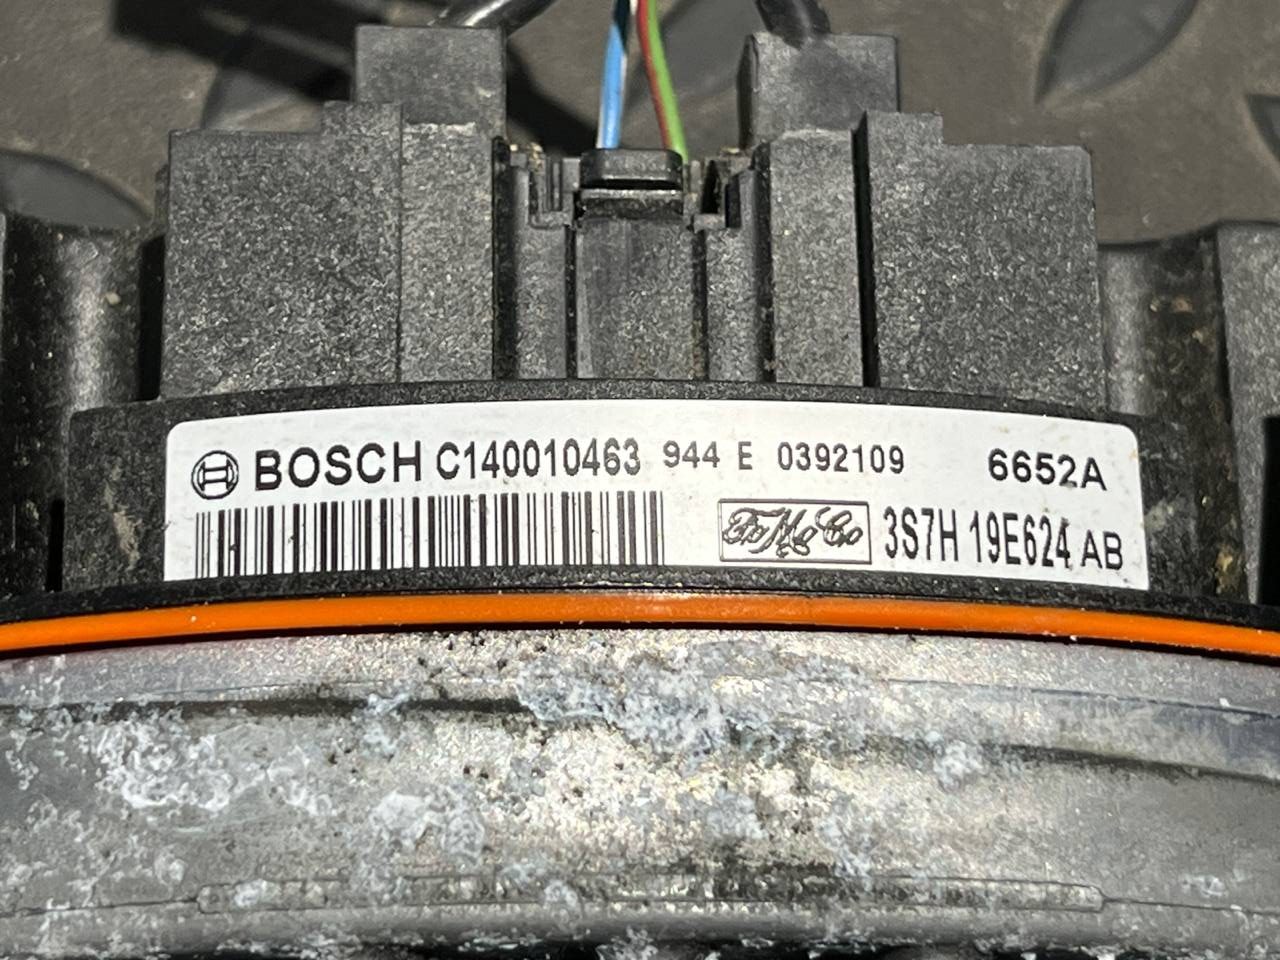 BOSCH C140010463 944 E 0392109 6652A
FoMoCo 3S7H 19E624 AB